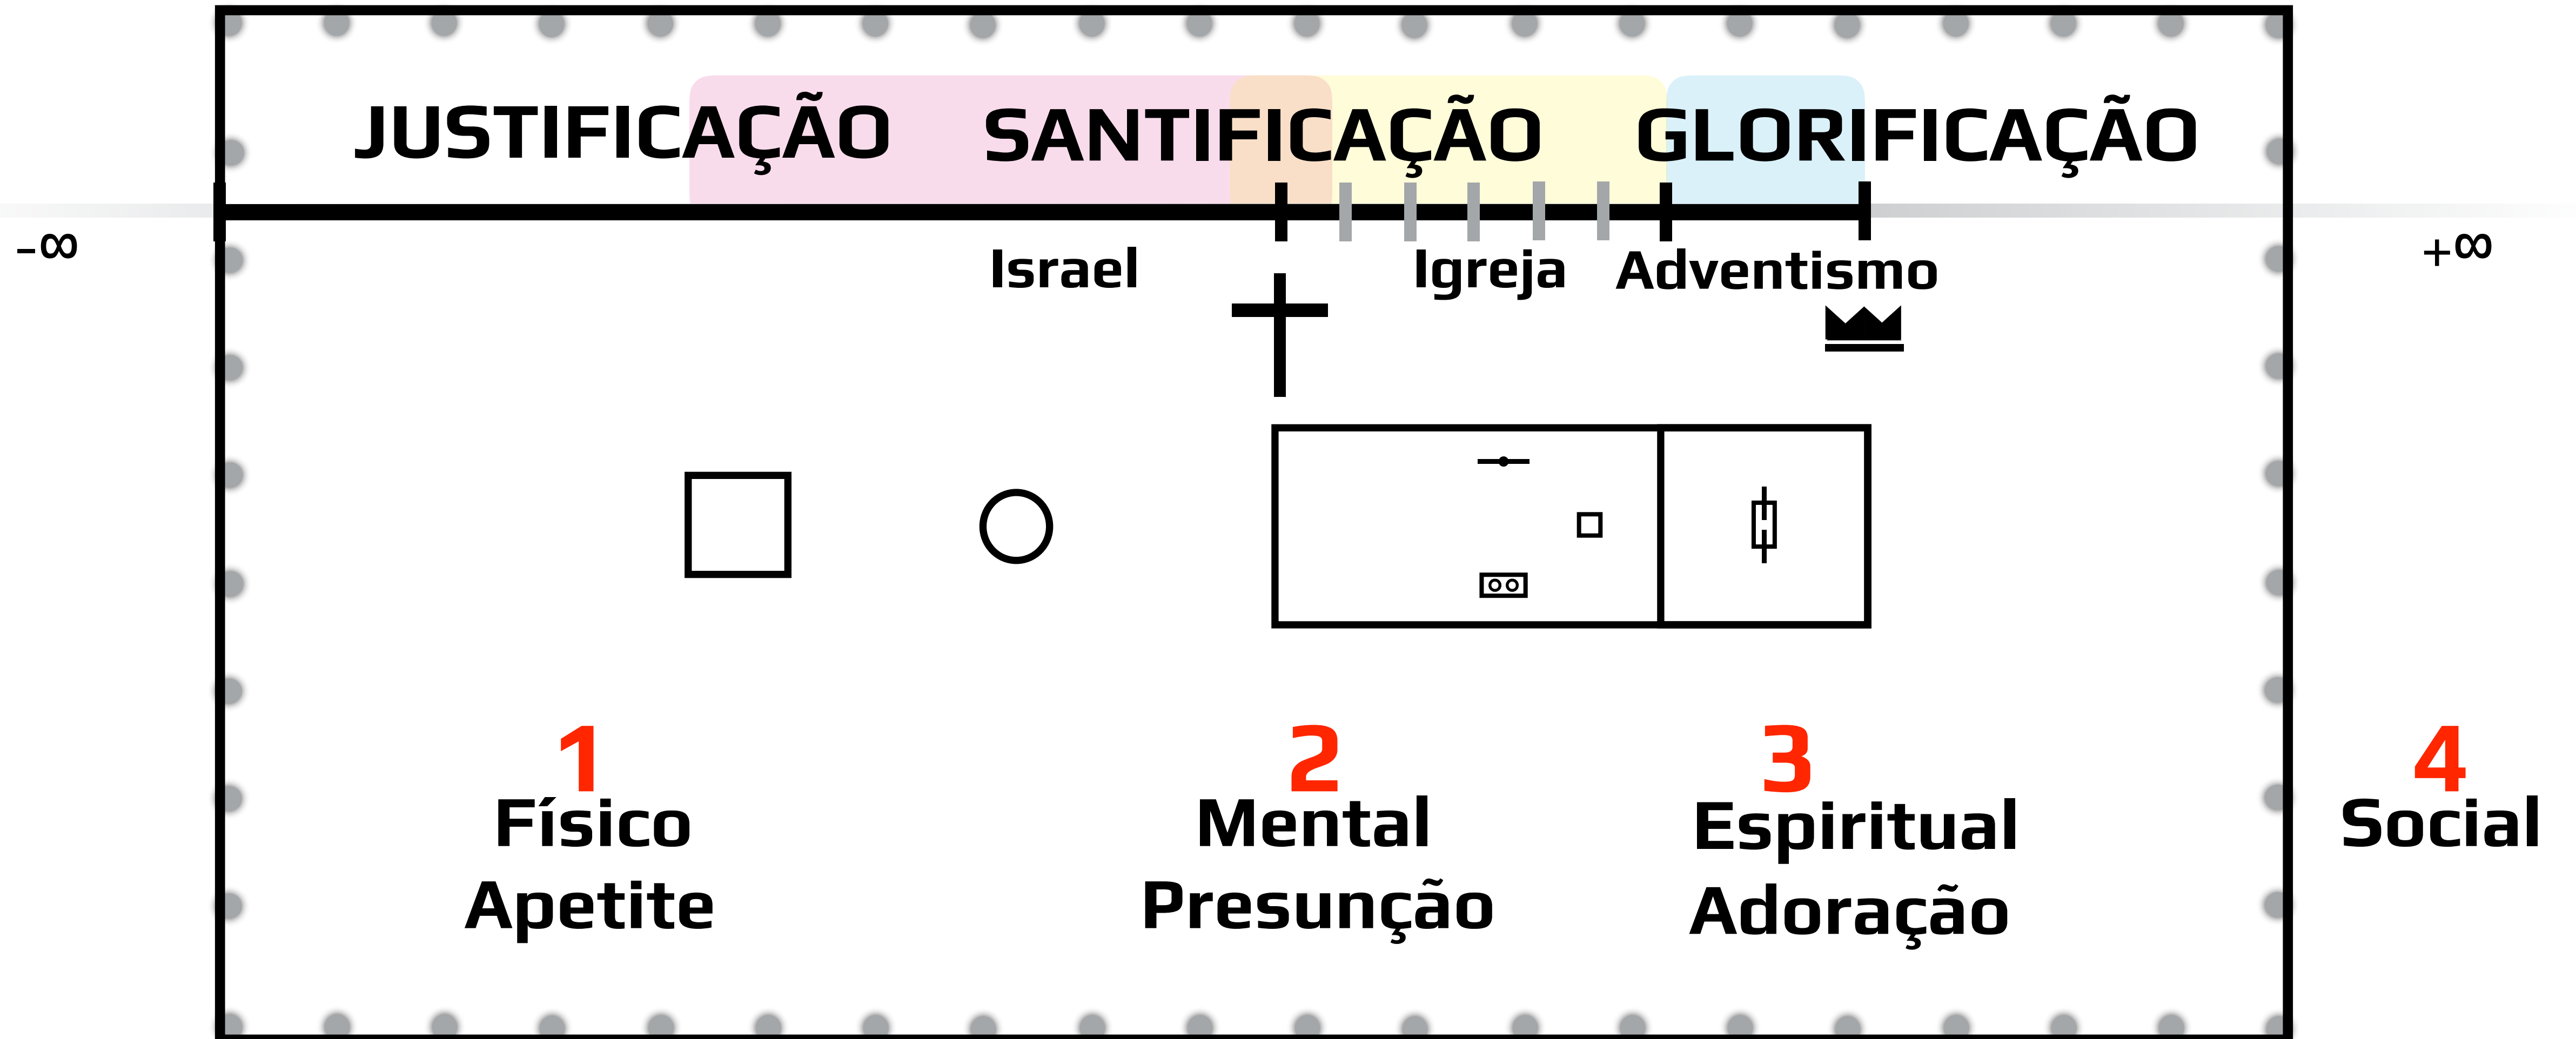 JUSTIFICAÇÃO SANTIFICAÇÃO GLORIFICAÇÃO
-∞ +∞
Israel Igreja Adventismo
1 2 3 4
Físico Mental Espiritual Social
Apetite Presunção Adoração